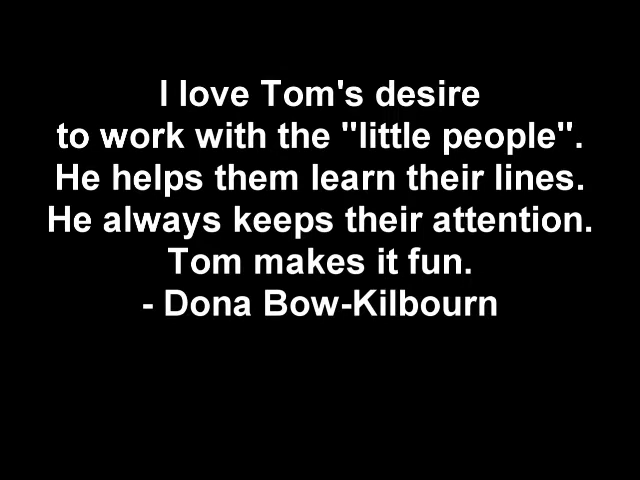 I love Tom's desire
to work with the "little people".
He helps them learn their lines.
He always keeps their attention.
Tom makes it fun.
- Dona Bow-Kilbourn